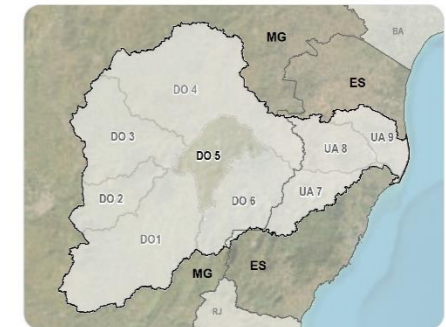 BA
MG
ES
DO 4
DO 3
DO 5
UA 8
UA 9
DO 2
DO 6
UA 7
DO1
MG
ES
RJ